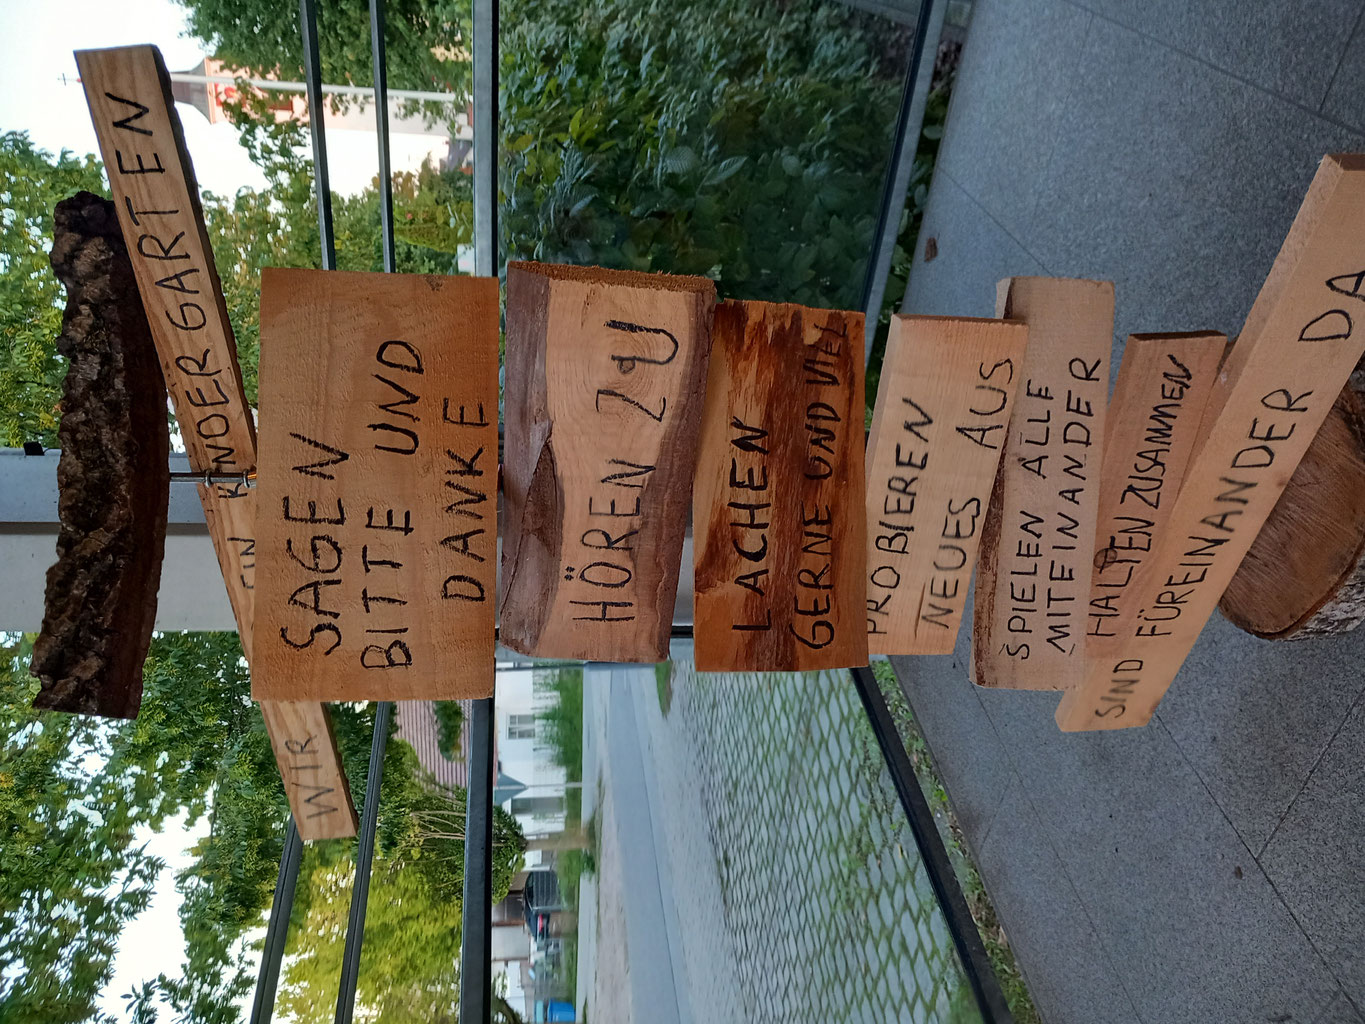 WIR EIN KINDERGARTEN
SAGEN
BITTE UND
DANKE
HÖREN ZU
LACHEN
GERNE UND VIEL
PROBIEREN
NEUES AUS
SPIELEN ALLE
MITEINANDER
HALTEN ZUSAMMEN
SIND FÜREINANDER DA